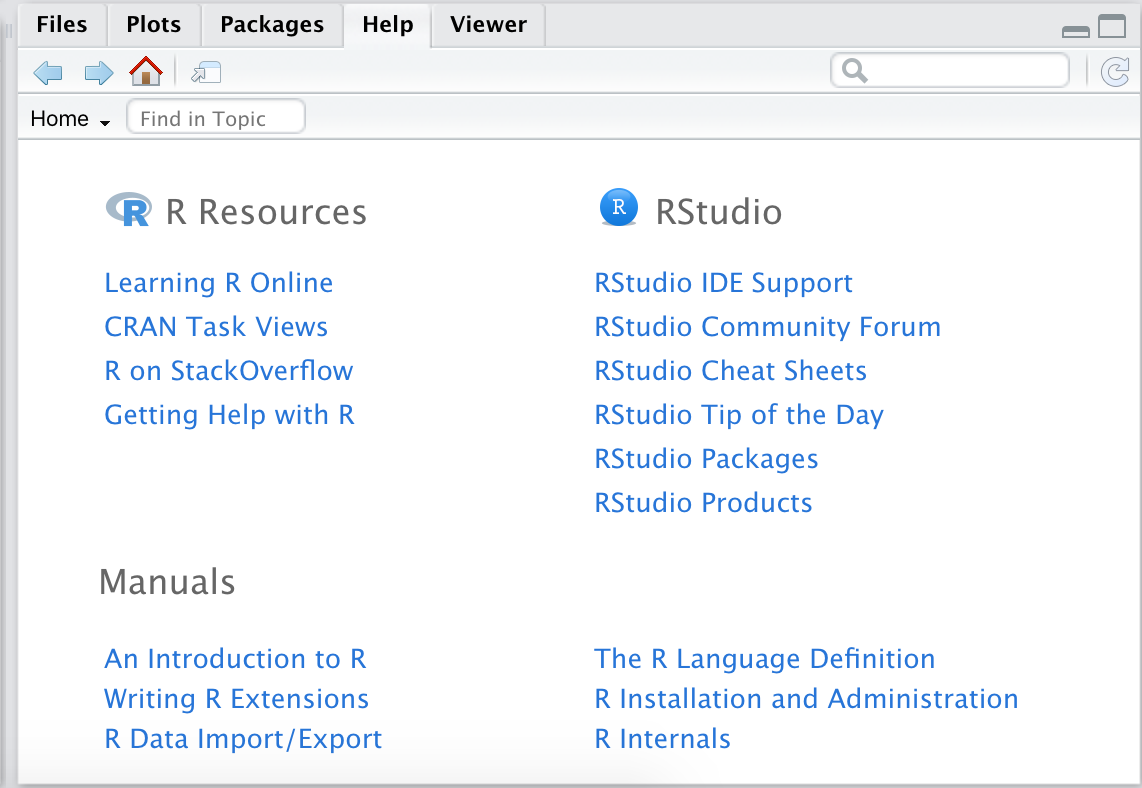 Files Plots Packages Help Viewer
Home Find in Topic
R R Resources
Learning R Online
CRAN Task Views
R on StackOverflow
Getting Help with R
R RStudio
RStudio IDE Support
RStudio Community Forum
RStudio Cheat Sheets
RStudio Tip of the Day
RStudio Packages
RStudio Products
Manuals
An Introduction to R
Writing R Extensions
R Data Import/Export
The R Language Definition
R Installation and Administration
R Internals